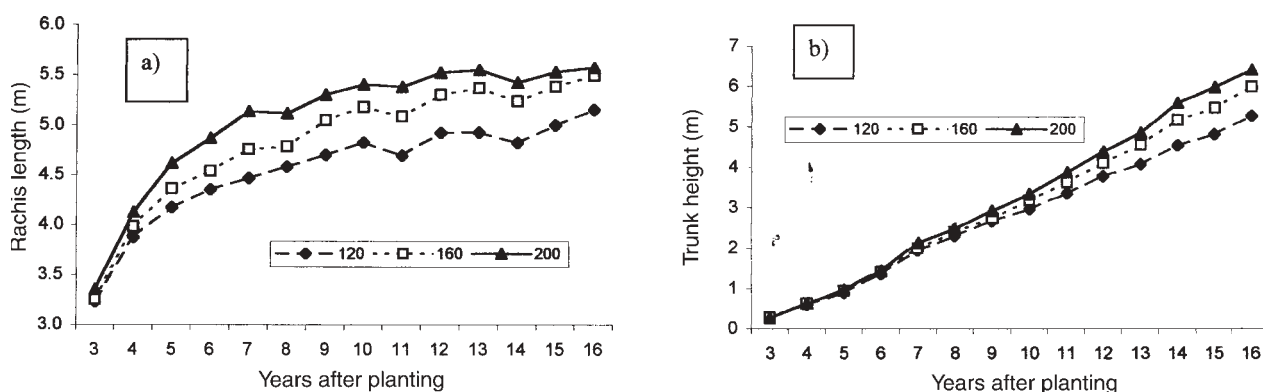 a)
Rachis length (m)
6.0
5.5
5.0
4.5
4.0
3.5
3.0
120 160 200
3 4 5 6 7 8 9 10 11 12 13 14 15 16
Years after planting
b)
Trunk height (m)
7
6
5
4
3
2
1
0
120 160 200
3 4 5 6 7 8 9 10 11 12 13 14 15 16
Years after planting